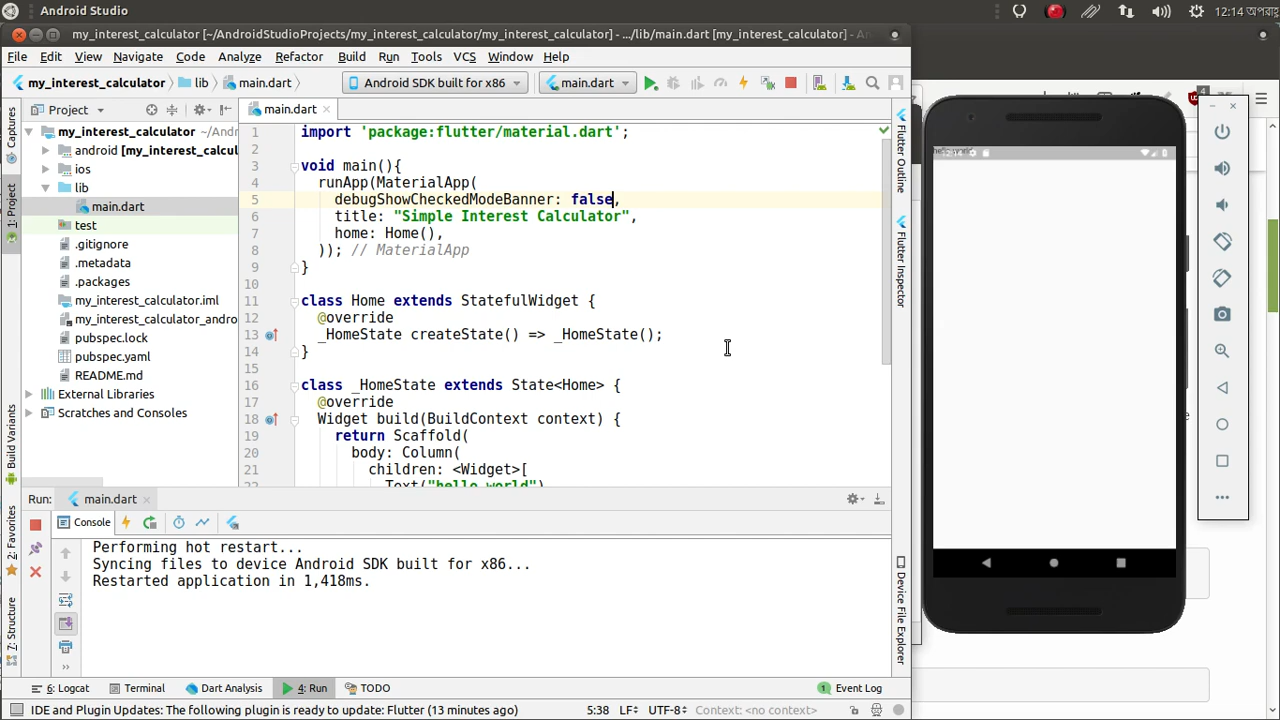 Android Studio
12:14 অপরাহ্ণ
my_interest_calculator [~/AndroidStudioProjects/my_interest_calculator] - .../lib/main.dart [my_interest_calculator] - A
File Edit View Navigate Code Analyze Refactor Build Run Tools VCS Window Help
my_interest_calculator lib main.dart Android SDK built for x86 main.dart
Project main.dart
my_interest_calculator ~/Andr
android [my_interest_calcul
ios
lib
main.dart
test
.gitignore
.metadata
.packages
my_interest_calculator.iml
my_interest_calculator_andro
pubspec.lock
pubspec.yaml
README.md
External Libraries
Scratches and Consoles
Captures
1: Project
Build Variants
2: Favorites
7: Structure
1 import 'package:flutter/material.dart';
2
3 void main(){
4 runApp(MaterialApp(
5 debugShowCheckedModeBanner: false,
6 title: "Simple Interest Calculator",
7 home: Home(),
8 )); // MaterialApp
9 }
10
11 class Home extends StatefulWidget {
12 @override
13 _HomeState createState() => _HomeState();
14 }
15
16 class _HomeState extends State<Home> {
17 @override
18 Widget build(BuildContext context) {
19 return Scaffold(
20 body: Column(
21 children: <Widget>[
22 Text("hello world")
Flutter Outline
Flutter Inspector
Device File Explorer
4
Run: main.dart
Console
Performing hot restart...
Syncing files to device Android SDK built for x86...
Restarted application in 1,418ms.
6: Logcat Terminal Dart Analysis 4: Run TODO 1 Event Log
IDE and Plugin Updates: The following plugin is ready to update: Flutter (13 minutes ago) 5:38 LF UTF-8 Context: <no context>